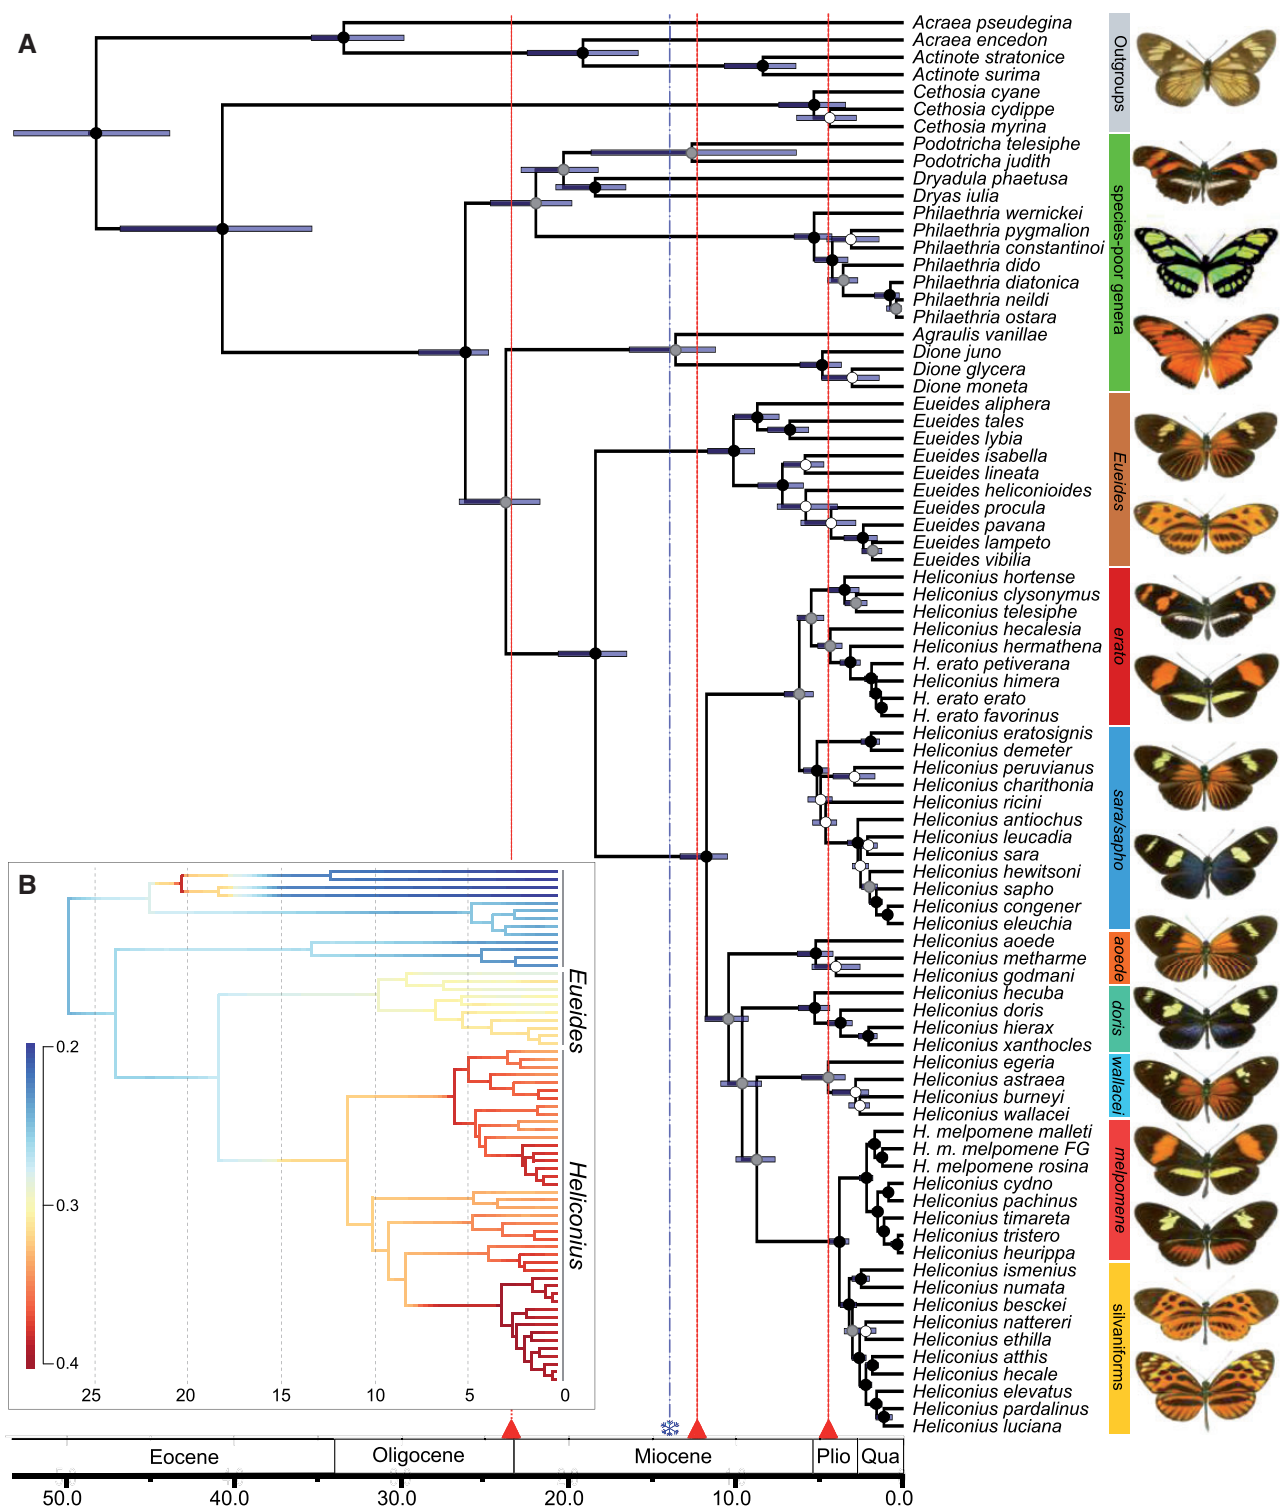 A
Acraea pseudegina
Acraea encedon
Actinote stratonice
Actinote surima
Cethosia cyane
Cethosia cydippe
Cethosia myrina
Podotricha telesiphe
Podotricha judith
Dryadula phaetusa
Dryas iulia
Philaethria wernickei
Philaethria pygmalion
Philaethria constantinoi
Philaethria dido
Philaethria diatonica
Philaethria neildi
Philaethria ostara
Agraulis vanillae
Dione juno
Dione glycera
Dione moneta
Eueides aliphera
Eueides tales
Eueides lybia
Eueides isabella
Eueides lineata
Eueides heliconioides
Eueides procula
Eueides pavana
Eueides lampeto
Eueides vibilia
Heliconius hortense
Heliconius clysonymus
Heliconius telesiphe
Heliconius hecalesia
Heliconius hermathena
H. erato petiverana
Heliconius himera
H. erato erato
H. erato favorinus
Heliconius eratosignis
Heliconius demeter
Heliconius peruvianus
Heliconius charithonia
Heliconius ricini
Heliconius antiochus
Heliconius leucadia
Heliconius sara
Heliconius hewitsoni
Heliconius sapho
Heliconius congener
Heliconius eleuchia
Heliconius aoede
Heliconius metharme
Heliconius godmani
Heliconius hecuba
Heliconius doris
Heliconius hierax
Heliconius xanthocles
Heliconius egeria
Heliconius astraea
Heliconius burneyi
Heliconius wallacei
H. melpomene malleti
H. m. melpomene FG
H. melpomene rosina
Heliconius cydno
Heliconius pachinus
Heliconius timareta
Heliconius tristero
Heliconius heurippa
Heliconius ismenius
Heliconius numata
Heliconius besckei
Heliconius nattereri
Heliconius ethilla
Heliconius atthis
Heliconius hecale
Heliconius elevatus
Heliconius pardalinus
Heliconius luciana
Outgroups
species-poor genera
Eueides
erato
sara/sapho
aoede
doris
wallacei
melpomene
silvaniforms
B
Eueides
Heliconius
0.2
0.3
0.4
25 20 15 10 5 0
Eocene Oligocene Miocene Plio Qua
50.0 40.0 30.0 20.0 10.0 0.0